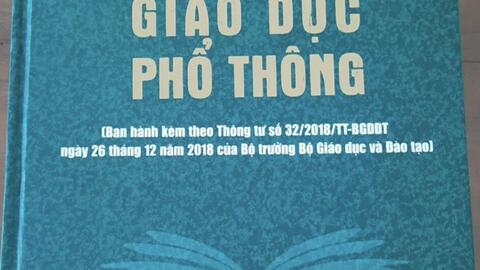 GIÁO DỤC
PHỔ THÔNG
(Ban hành kèm theo Thông tư số 32/2018/TT-BGDĐT
ngày 26 tháng 12 năm 2018 của Bộ trưởng Bộ Giáo dục và Đào tạo)